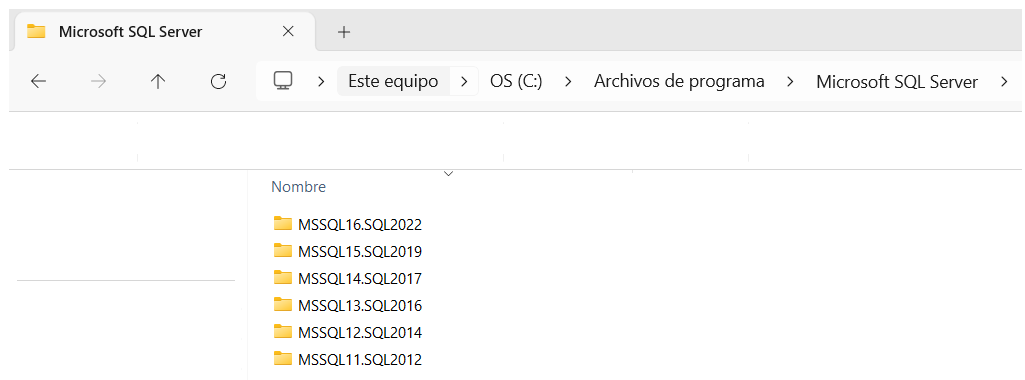 Microsoft SQL Server
Este equipo > OS (C:) > Archivos de programa > Microsoft SQL Server >
Nombre
MSSQL16.SQL2022
MSSQL15.SQL2019
MSSQL14.SQL2017
MSSQL13.SQL2016
MSSQL12.SQL2014
MSSQL11.SQL2012